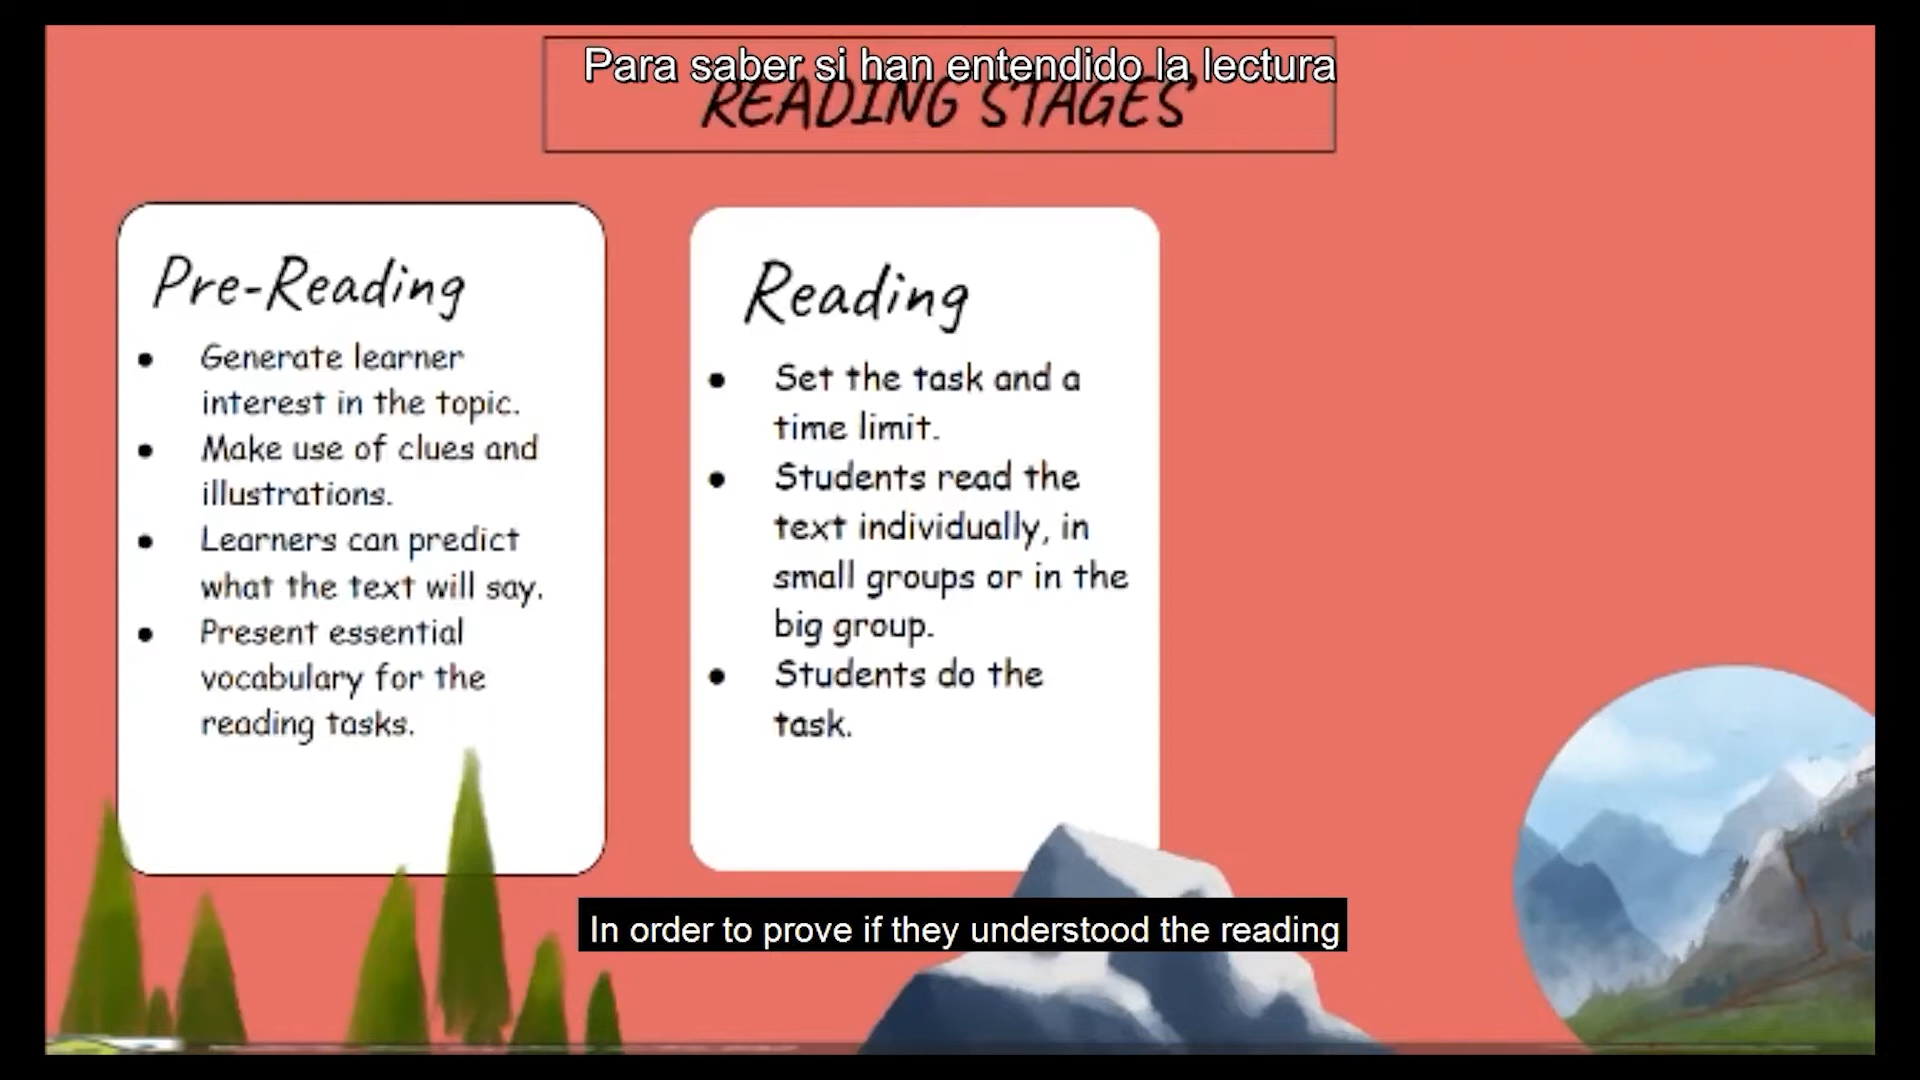 Para saber si han entendido la lectura
READING STAGES
Pre-Reading
● Generate learner
interest in the topic.
● Make use of clues and
illustrations.
● Learners can predict
what the text will say.
● Present essential
vocabulary for the
reading tasks.
Reading
● Set the task and a
time limit.
● Students read the
text individually, in
small groups or in the
big group.
● Students do the
task.
In order to prove if they understood the reading